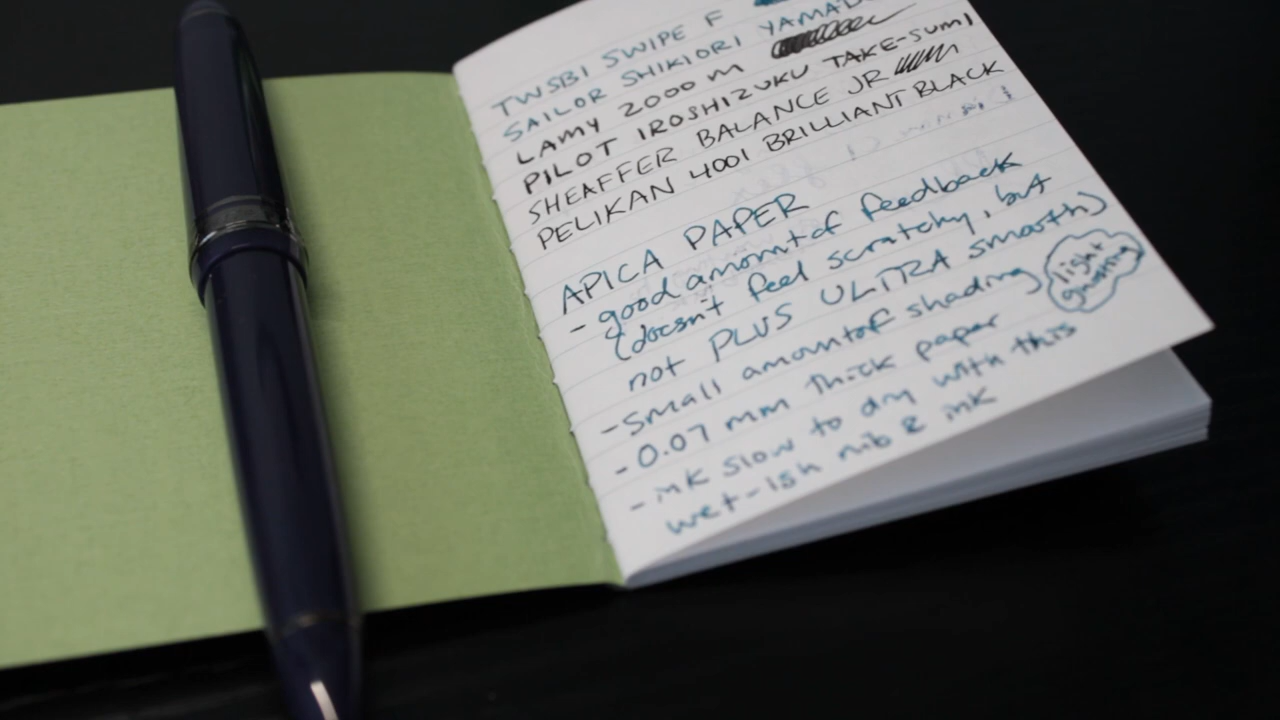 TWSBI SWIPE F
SAILOR SHIKIORI YAMAD
LAMY 2000 M
PILOT IROSHIZUKU TAKE-SUMI
SHEAFFER BALANCE JR
PELIKAN 4001 BRILLIANT BLACK
APICA PAPER
- good amount of feedback
(doesn't feel scratchy, but
not PLUS ULTRA smooth)
light
ghosting
- small amount of shading
- 0.07 mm thick paper
- ink slow to dry with this
wet-ish nib & ink